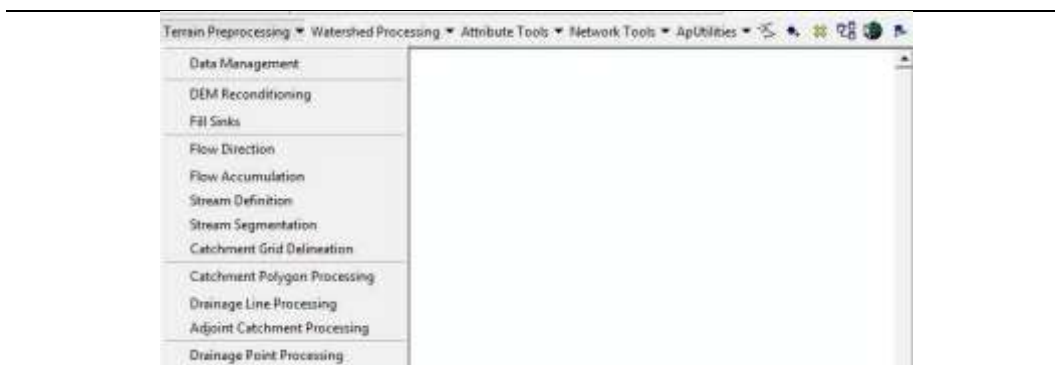 Terrain Preprocessing Watershed Processing Attribute Tools Network Tools ApUtilities
Data Management
DEM Reconditioning
Fill Sinks
Flow Direction
Flow Accumulation
Stream Definition
Stream Segmentation
Catchment Grid Delineation
Catchment Polygon Processing
Drainage Line Processing
Adjoint Catchment Processing
Drainage Point Processing